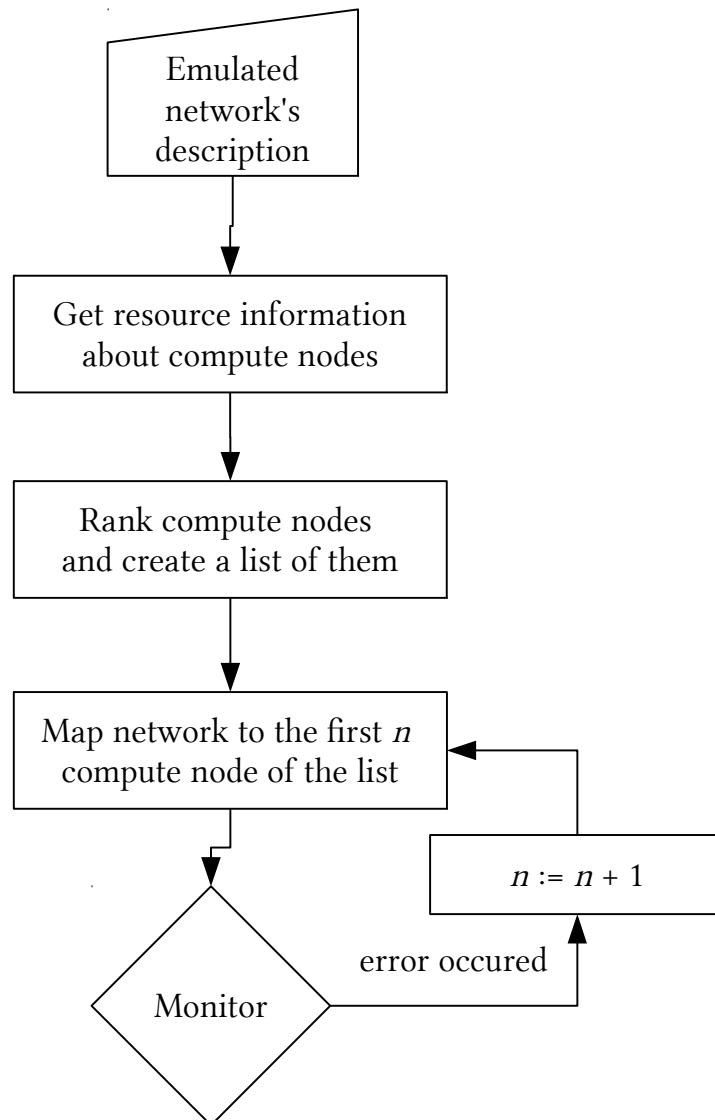 Emulated
network's
description
Get resource information
about compute nodes
Rank compute nodes
and create a list of them
Map network to the first n
compute node of the list
n := n + 1
error occured
Monitor